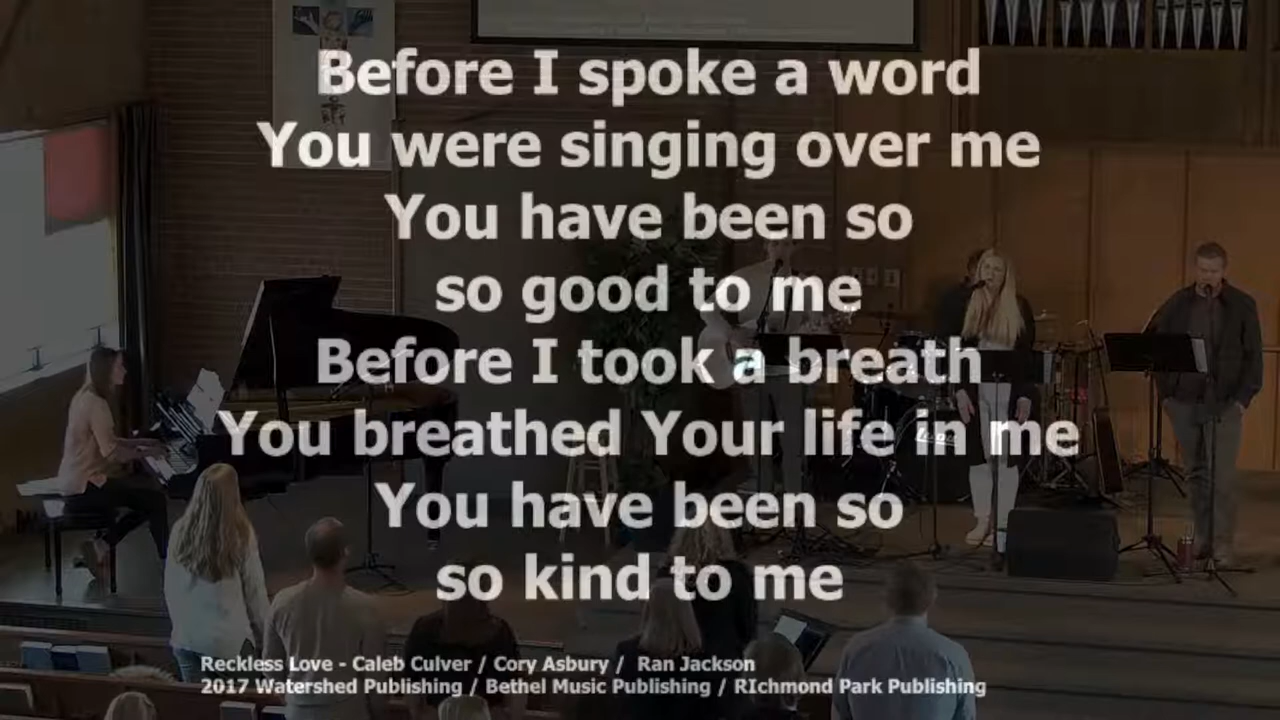 Before I spoke a word
You were singing over me
You have been so
so good to me
Before I took a breath
You breathed Your life in me
You have been so
so kind to me
Reckless Love - Caleb Culver / Cory Asbury /  Ran Jackson
2017 Watershed Publishing / Bethel Music Publishing / RIchmond Park Publishing